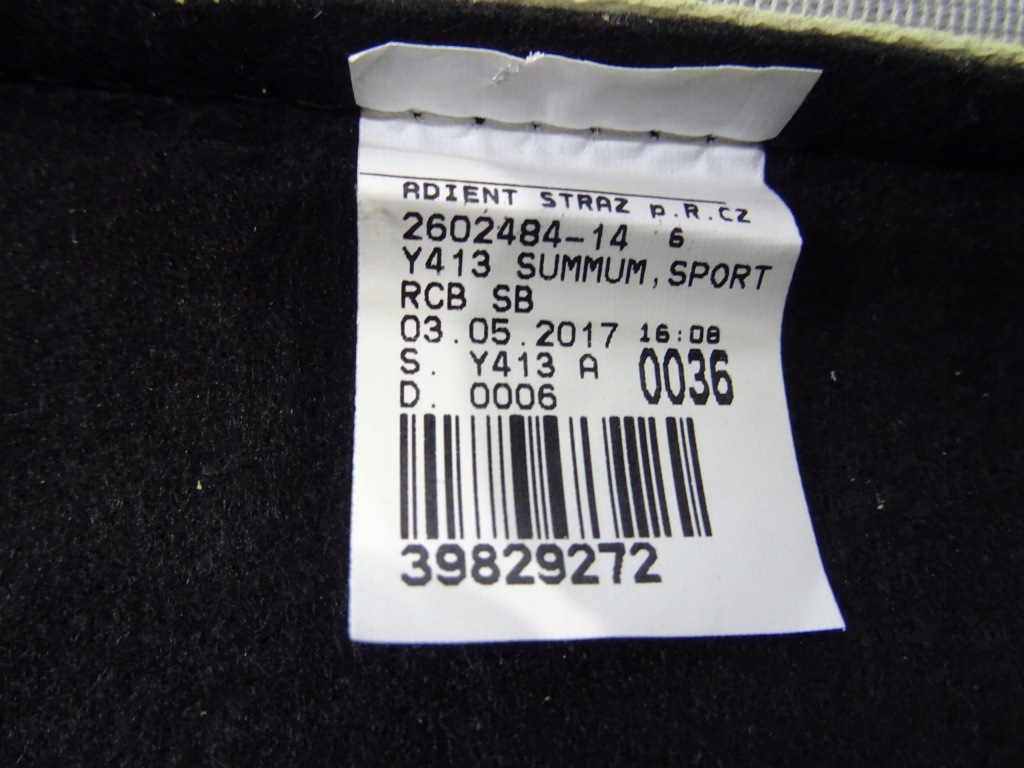 ADIENT STRAZ p.R.CZ
2602484-14 6
Y413 SUMMUM,SPORT
RCB SB
03.05.2017 16:08
S. Y413 A 0036
D. 0006
39829272